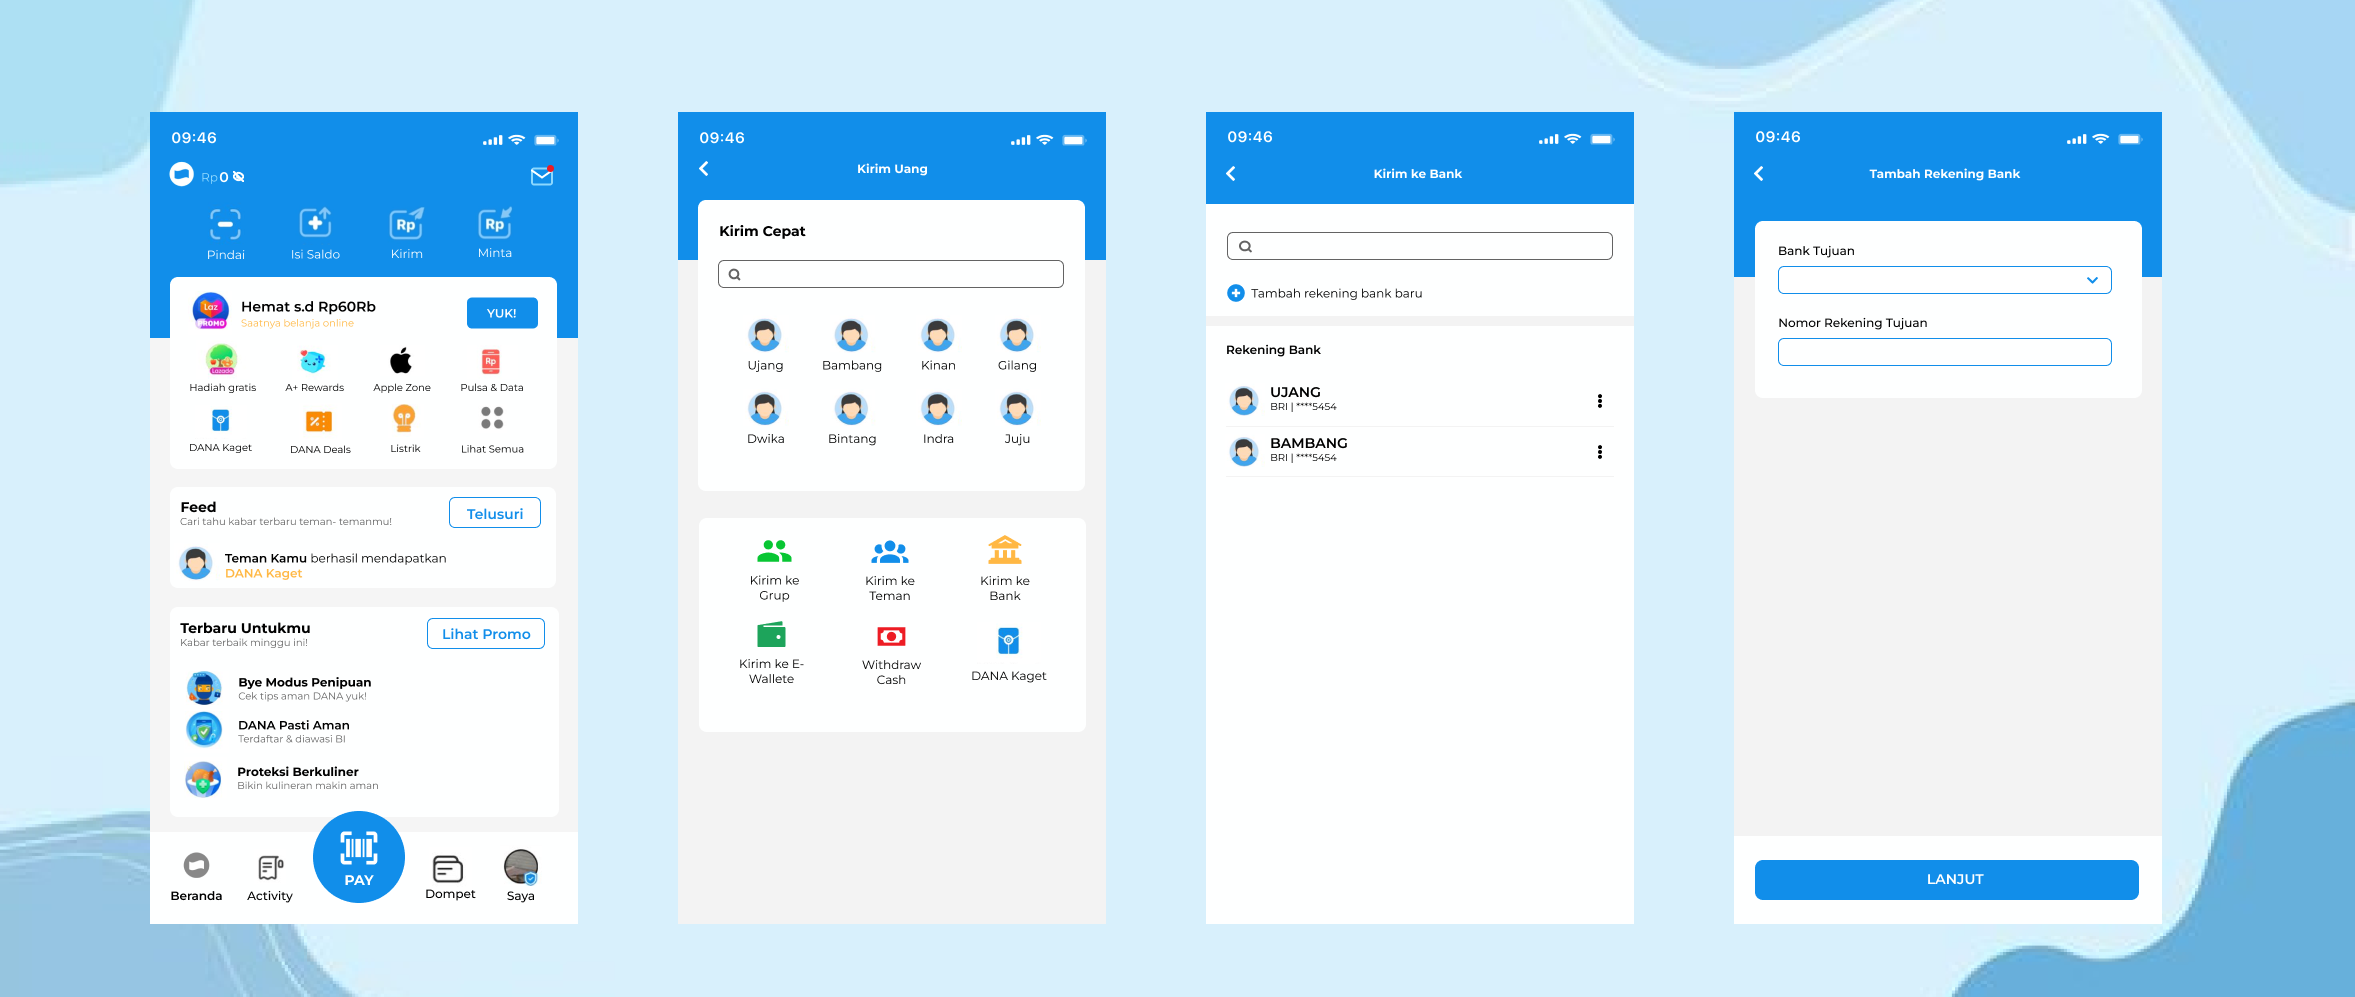 09:46
Rp 0
Pindai
Isi Saldo
Rp
Kirim
Rp
Minta
Laz
PROMO
Hemat s.d Rp60Rb
Saatnya belanja online
YUK!
Lazada
Hadiah gratis
A+ Rewards
Apple Zone
Rp
Pulsa & Data
DANA Kaget
DANA Deals
Listrik
Lihat Semua
Feed
Cari tahu kabar terbaru teman- temanmu!
Telusuri
Teman Kamu berhasil mendapatkan
DANA Kaget
Terbaru Untukmu
Kabar terbaik minggu ini!
Lihat Promo
Bye Modus Penipuan
Cek tips aman DANA yuk!
DANA Pasti Aman
Terdaftar & diawasi BI
Proteksi Berkuliner
Bikin kulineran makin aman
Beranda
Activity
PAY
Dompet
Saya
09:46
Kirim Uang
Kirim Cepat
Ujang
Bambang
Kinan
Gilang
Dwika
Bintang
Indra
Juju
Kirim ke
Grup
Kirim ke
Teman
Kirim ke
Bank
Kirim ke E-
Wallete
Withdraw
Cash
DANA Kaget
09:46
Kirim ke Bank
Tambah rekening bank baru
Rekening Bank
UJANG
BRI | ****5454
BAMBANG
BRI | ****5454
09:46
Tambah Rekening Bank
Bank Tujuan
Nomor Rekening Tujuan
LANJUT